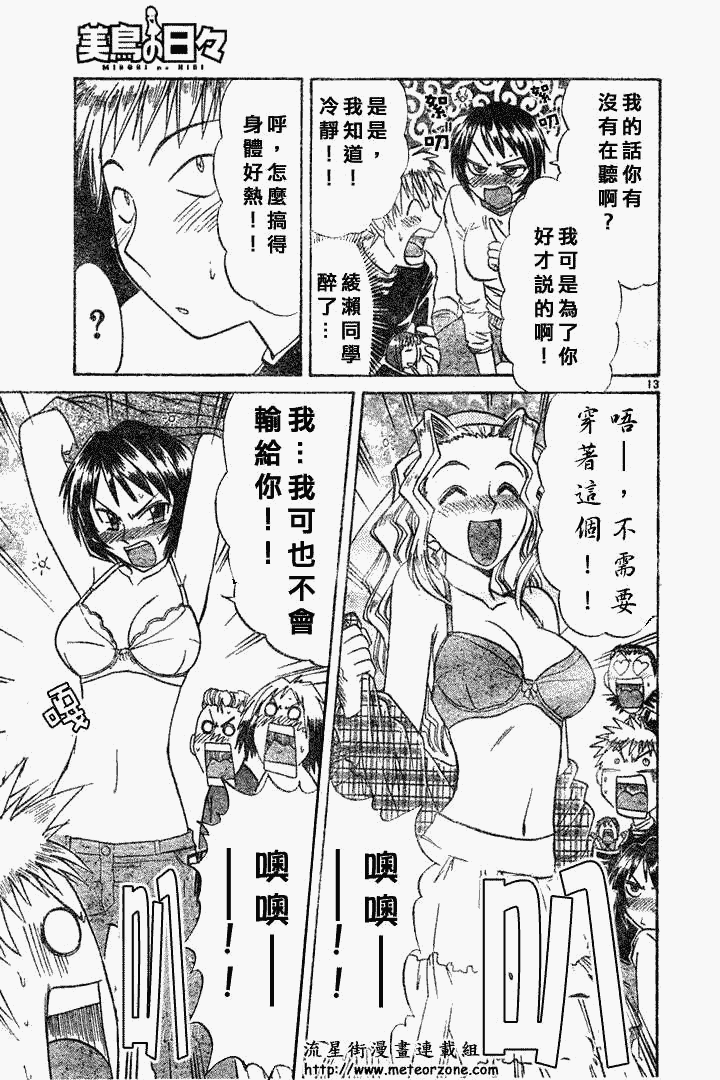 美鳥の日々
MIDORI no HIBI
我的話你有
沒有在聽啊？
我可是為了你
好才說的啊！
絮
叨
絮
叨
是是，
我知道！
冷靜！！
綾瀨同學
醉了…
呼，怎麼搞得
身體好熱！！
？
13
唔—，不需要
穿著這個！！
噢噢——！！
我…我可也不會
輸給你！！
噢噢——！！
流星街漫畫連載組
http://www.meteorzone.com